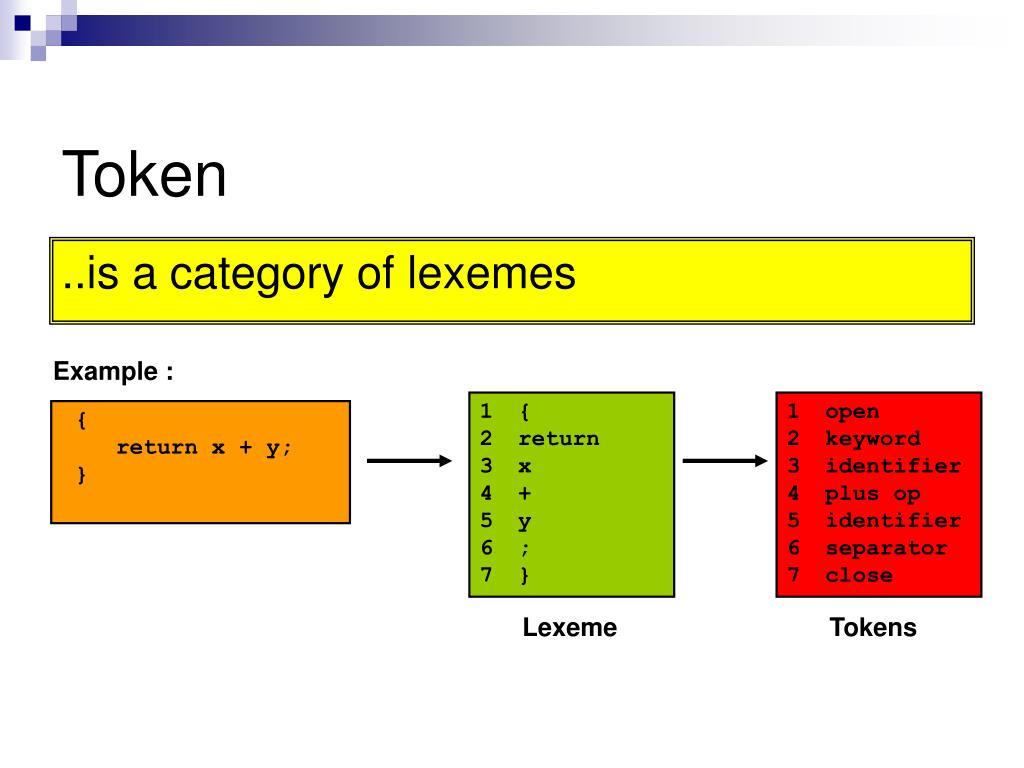 Token
..is a category of lexemes
Example :
{
return x + y;
}
1 {
2 return
3 x
4 +
5 y
6 ;
7 }
Lexeme
1 open
2 keyword
3 identifier
4 plus op
5 identifier
6 separator
7 close
Tokens